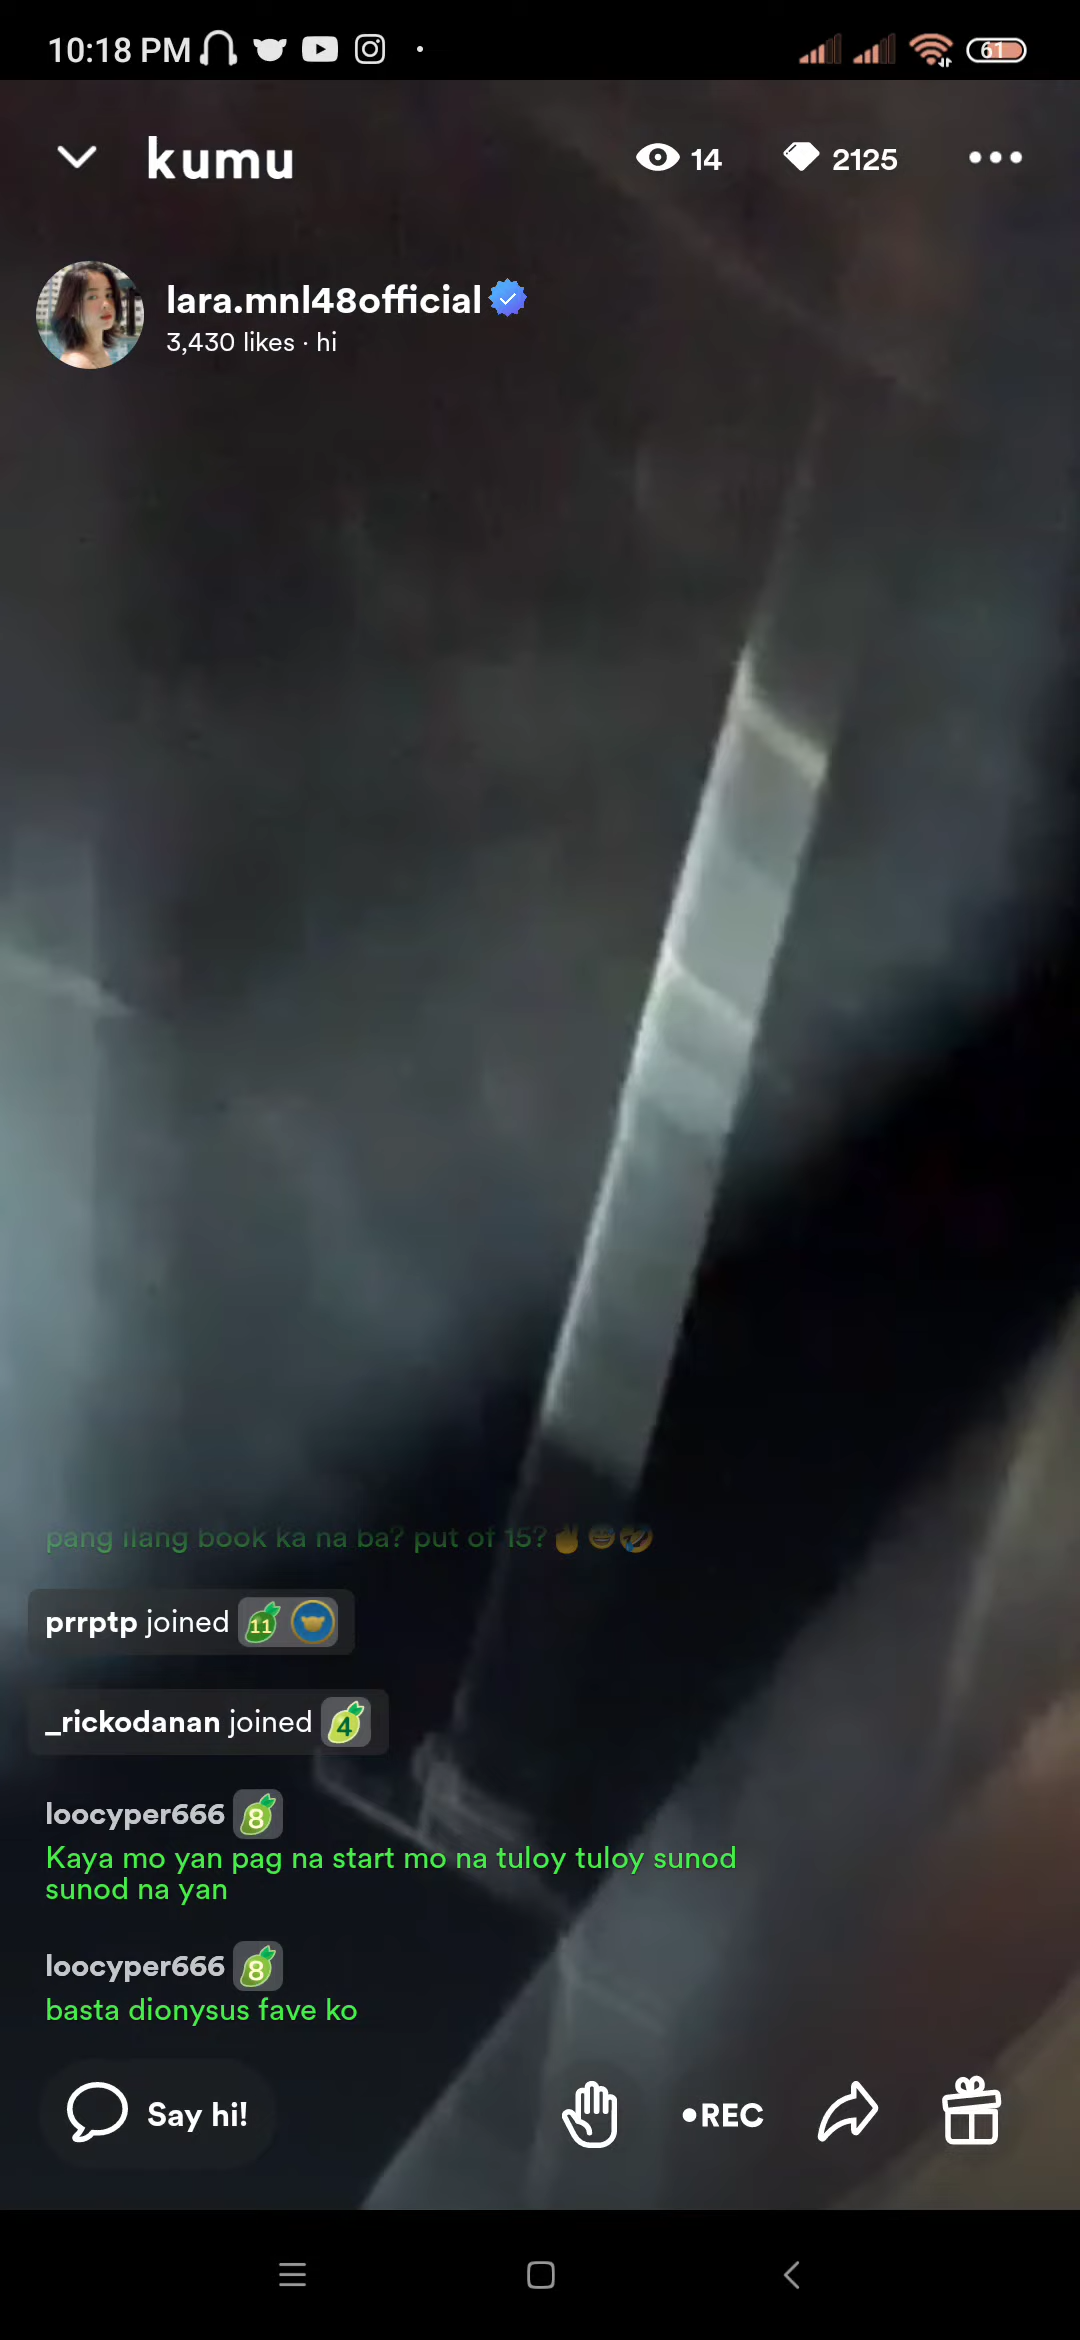 10:18 PM
61
kumu
14
2125
lara.mnl48official
3,430 likes · hi
pang ilang book ka na ba? put of 15?✌😅🤣
prrptp joined 11
_rickodanan joined 4
loocyper666 8
Kaya mo yan pag na start mo na tuloy tuloy sunod
sunod na yan
loocyper666 8
basta dionysus fave ko
Say hi!
•REC